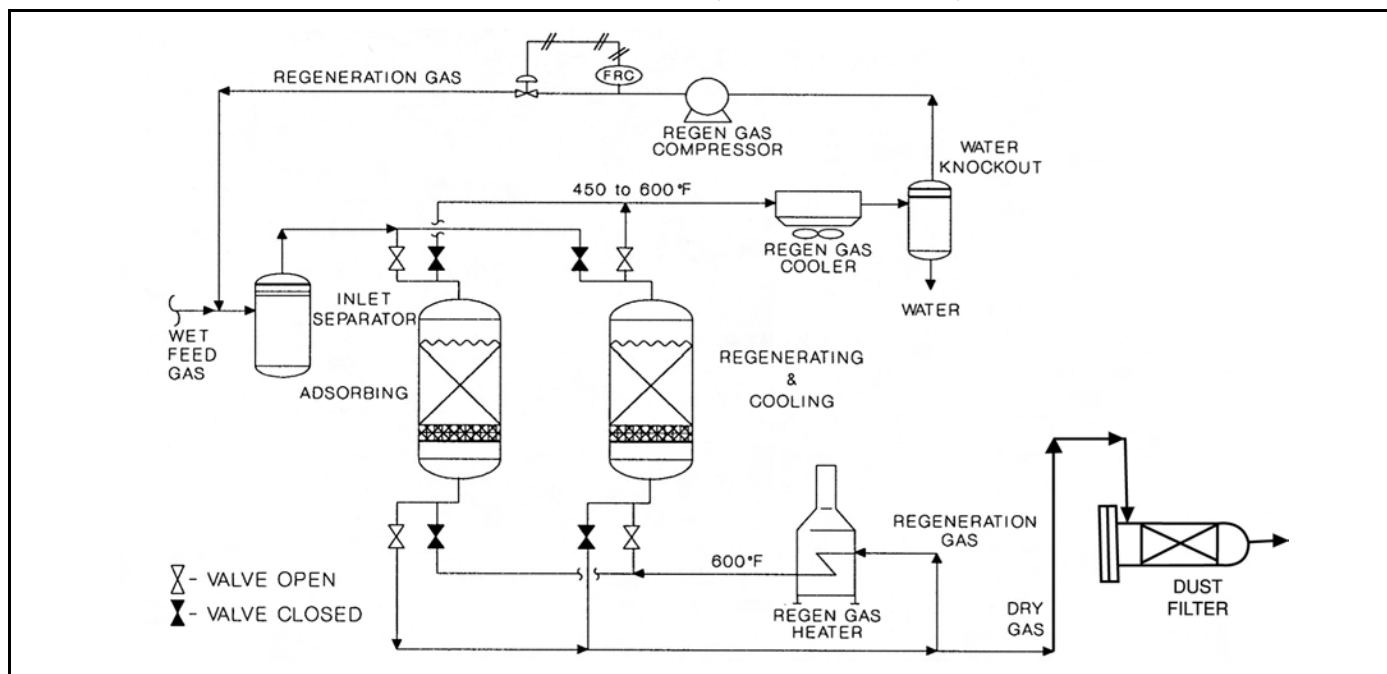 FRC
REGENERATION GAS
REGEN GAS
COMPRESSOR
WATER
KNOCKOUT
450 to 600°F
REGEN GAS
COOLER
WATER
INLET
SEPARATOR
WET
FEED
GAS
ADSORBING
REGENERATING
&
COOLING
REGENERATION
GAS
600°F
REGEN GAS
HEATER
DRY
GAS
DUST
FILTER
- VALVE OPEN
- VALVE CLOSED